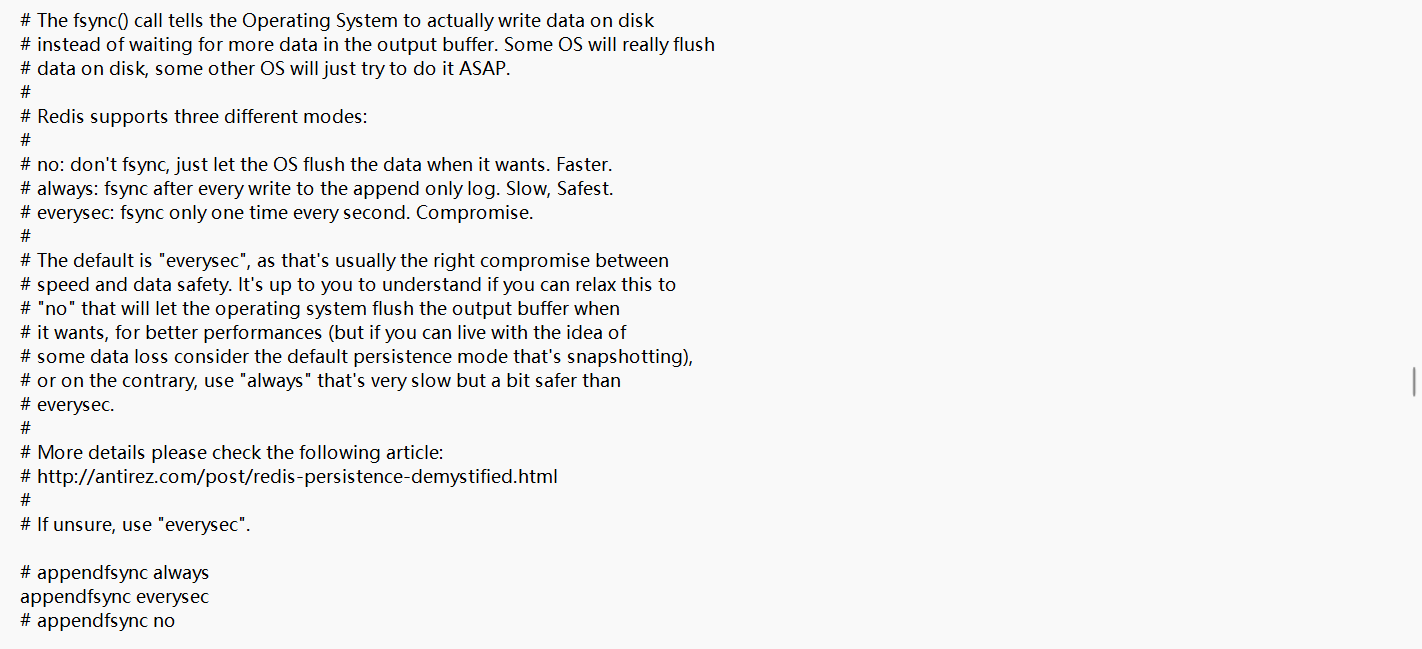 # The fsync() call tells the Operating System to actually write data on disk
# instead of waiting for more data in the output buffer. Some OS will really flush
# data on disk, some other OS will just try to do it ASAP.
#
# Redis supports three different modes:
#
# no: don't fsync, just let the OS flush the data when it wants. Faster.
# always: fsync after every write to the append only log. Slow, Safest.
# everysec: fsync only one time every second. Compromise.
#
# The default is "everysec", as that's usually the right compromise between
# speed and data safety. It's up to you to understand if you can relax this to
# "no" that will let the operating system flush the output buffer when
# it wants, for better performances (but if you can live with the idea of
# some data loss consider the default persistence mode that's snapshotting),
# or on the contrary, use "always" that's very slow but a bit safer than
# everysec.
#
# More details please check the following article:
# http://antirez.com/post/redis-persistence-demystified.html
#
# If unsure, use "everysec".

# appendfsync always
appendfsync everysec
# appendfsync no